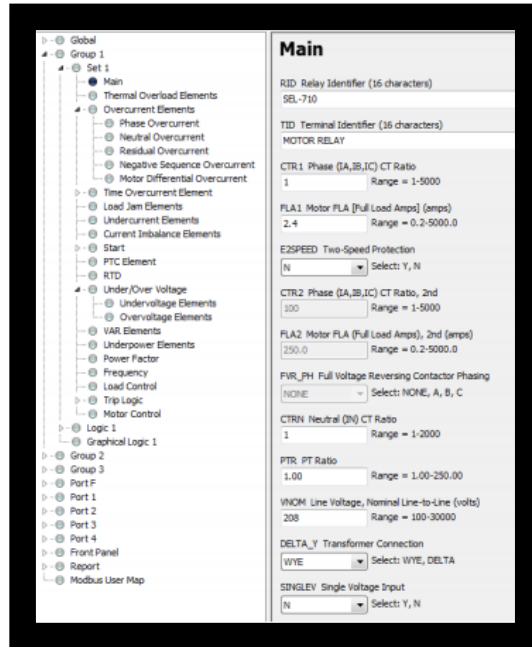 Global
Group 1
Set 1
Main
Thermal Overload Elements
Overcurrent Elements
Phase Overcurrent
Neutral Overcurrent
Residual Overcurrent
Negative Sequence Overcurrent
Motor Differential Overcurrent
Time Overcurrent Element
Load Jam Elements
Undercurrent Elements
Current Imbalance Elements
Start
PTC Element
RTD
Under/Over Voltage
Undervoltage Elements
Overvoltage Elements
VAR Elements
Underpower Elements
Power Factor
Frequency
Load Control
Trip Logic
Motor Control
Logic 1
Graphical Logic 1
Group 2
Group 3
Port F
Port 1
Port 2
Port 3
Port 4
Front Panel
Report
Modbus User Map
Main
RID Relay Identifier (16 characters)
SEL-710
TID Terminal Identifier (16 characters)
MOTOR RELAY
CTR1 Phase (IA,IB,IC) CT Ratio
1 Range = 1-5000
FLA1 Motor FLA [Full Load Amps] (amps)
2.4 Range = 0.2-5000.0
E2SPEED Two-Speed Protection
N Select: Y, N
CTR2 Phase (IA,IB,IC) CT Ratio, 2nd
100 Range = 1-5000
FLA2 Motor FLA (Full Load Amps), 2nd (amps)
250.0 Range = 0.2-5000.0
FVR_PH Full Voltage Reversing Contactor Phasing
NONE Select: NONE, A, B, C
CTRN Neutral (IN) CT Ratio
1 Range = 1-2000
PTR PT Ratio
1.00 Range = 1.00-250.00
VNOM Line Voltage, Nominal Line-to-Line (volts)
208 Range = 100-30000
DELTA_Y Transformer Connection
WYE Select: WYE, DELTA
SINGLEV Single Voltage Input
N Select: Y, N